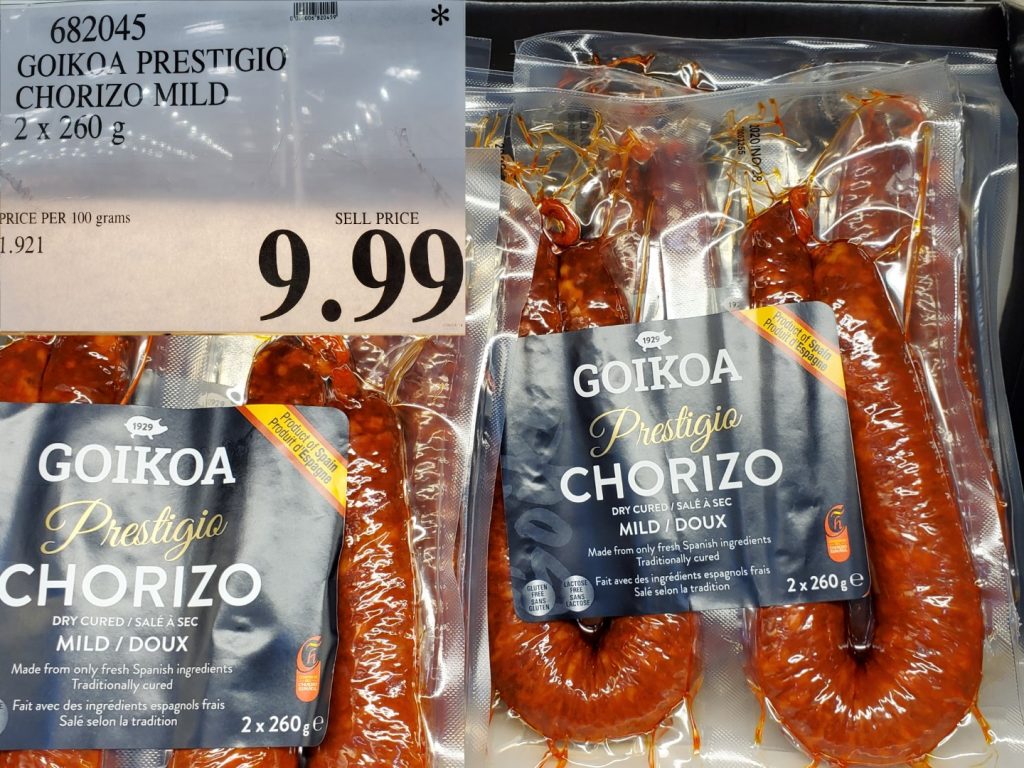 682045
*
GOIKOA PRESTIGIO
CHORIZO MILD
2 x 260 g
PRICE PER 100 grams
1.921
SELL PRICE
9.99
1929
GOIKOA
Prestigio
CHORIZO
DRY CURED / SALÉ À SEC
MILD / DOUX
Made from only fresh Spanish ingredients
Traditionally cured
Fait avec des ingrédients espagnols frais
Salé selon la tradition
2 x 260 g e
Product of Spain
Produit d'Espagne
1929
GOIKOA
Prestigio
CHORIZO
DRY CURED / SALÉ À SEC
MILD / DOUX
Made from only fresh Spanish ingredients
Traditionally cured
Fait avec des ingrédients espagnols frais
Salé selon la tradition
GLUTEN
FREE
SANS
GLUTEN
LACTOSE
FREE
SANS
LACTOSE
2 x 260 g e
Product of Spain
Produit d'Espagne